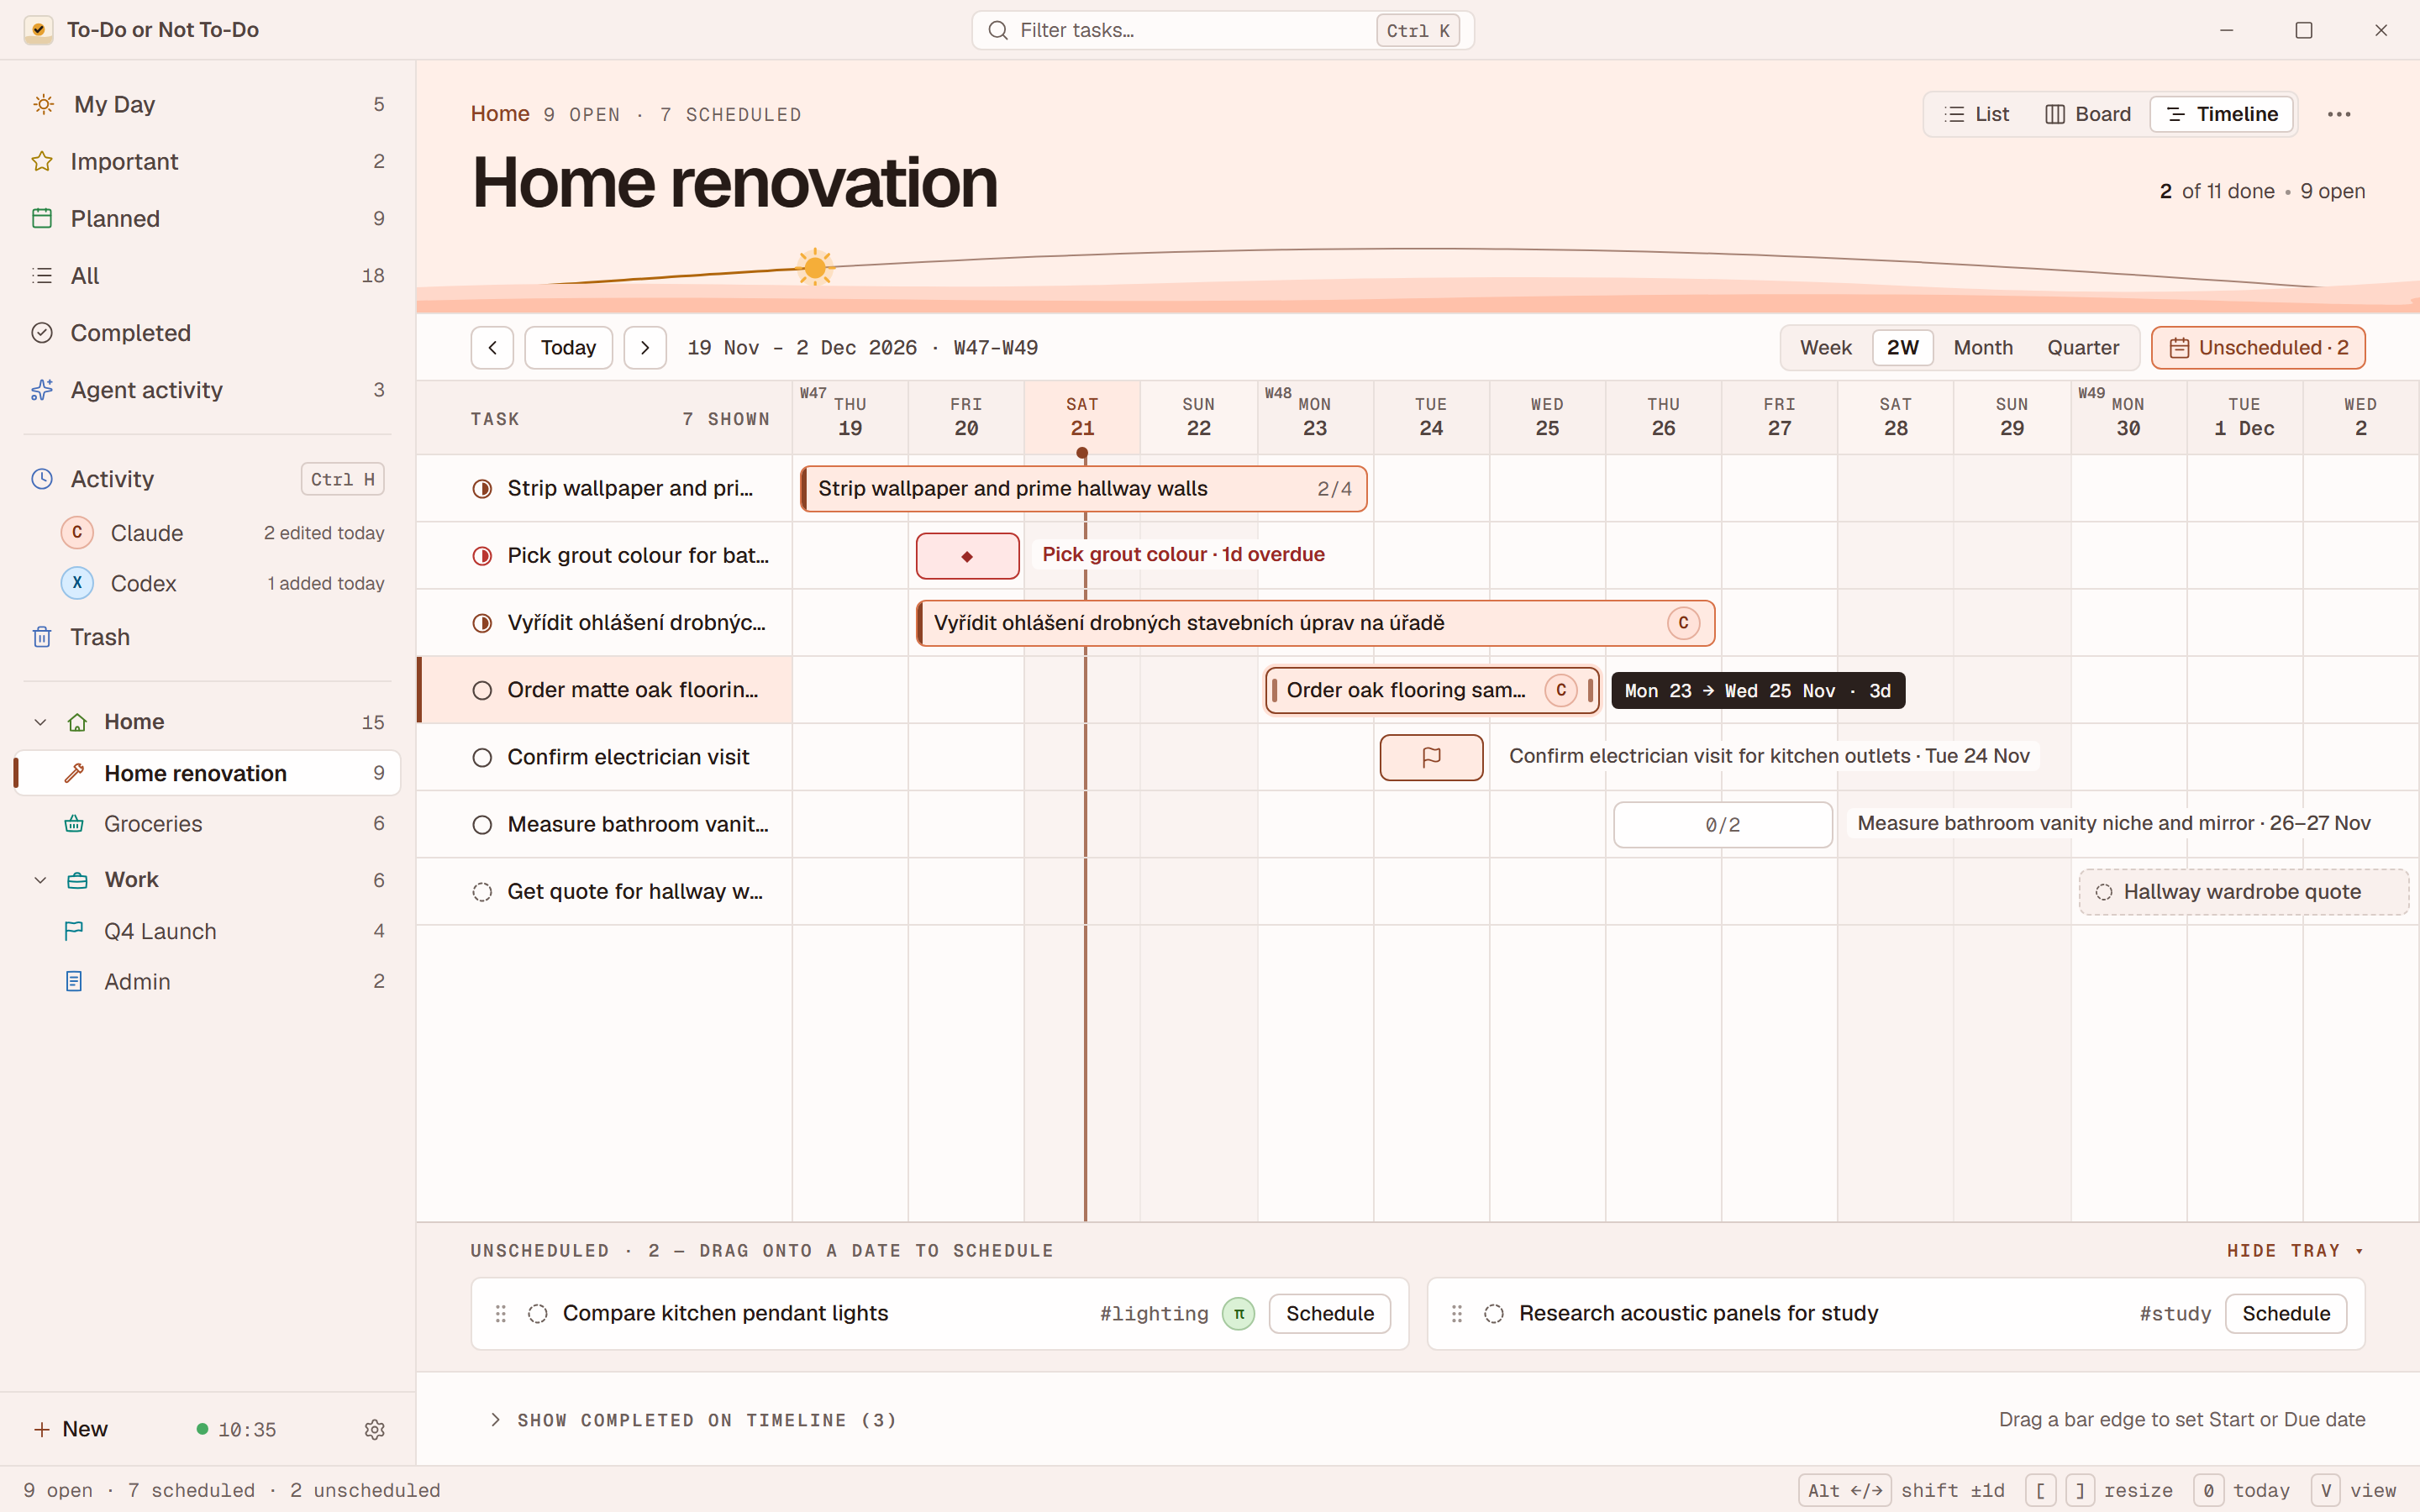 To-Do or Not To-Do
Filter tasks...
Ctrl K
My Day 5
Important 2
Planned 9
All 18
Completed
Agent activity 3
Activity Ctrl H
C Claude 2 edited today
X Codex 1 added today
Trash
Home 15
Home renovation 9
Groceries 6
Work 6
Q4 Launch 4
Admin 2
New 10:35
Home 9 OPEN · 7 SCHEDULED
List Board Timeline
Home renovation
2 of 11 done • 9 open
Today 19 Nov – 2 Dec 2026 · W47–W49
Week 2W Month Quarter Unscheduled · 2
TASK 7 SHOWN
W47 THU 19
FRI 20
SAT 21
SUN 22
W48 MON 23
TUE 24
WED 25
THU 26
FRI 27
SAT 28
SUN 29
W49 MON 30
TUE 1 Dec
WED 2
Strip wallpaper and pri... Strip wallpaper and prime hallway walls 2/4
Pick grout colour for bat... Pick grout colour · 1d overdue
Vyřídit ohlášení drobnýc... Vyřídit ohlášení drobných stavebních úprav na úřadě C
Order matte oak floorin... Order oak flooring sam... C Mon 23 → Wed 25 Nov · 3d
Confirm electrician visit Confirm electrician visit for kitchen outlets · Tue 24 Nov
Measure bathroom vanit... 0/2 Measure bathroom vanity niche and mirror · 26–27 Nov
Get quote for hallway w... Hallway wardrobe quote
UNSCHEDULED · 2 — DRAG ONTO A DATE TO SCHEDULE HIDE TRAY ▾
Compare kitchen pendant lights #lighting π Schedule
Research acoustic panels for study #study Schedule
SHOW COMPLETED ON TIMELINE (3) Drag a bar edge to set Start or Due date
9 open · 7 scheduled · 2 unscheduled
Alt ←/→ shift ±1d [ ] resize 0 today V view